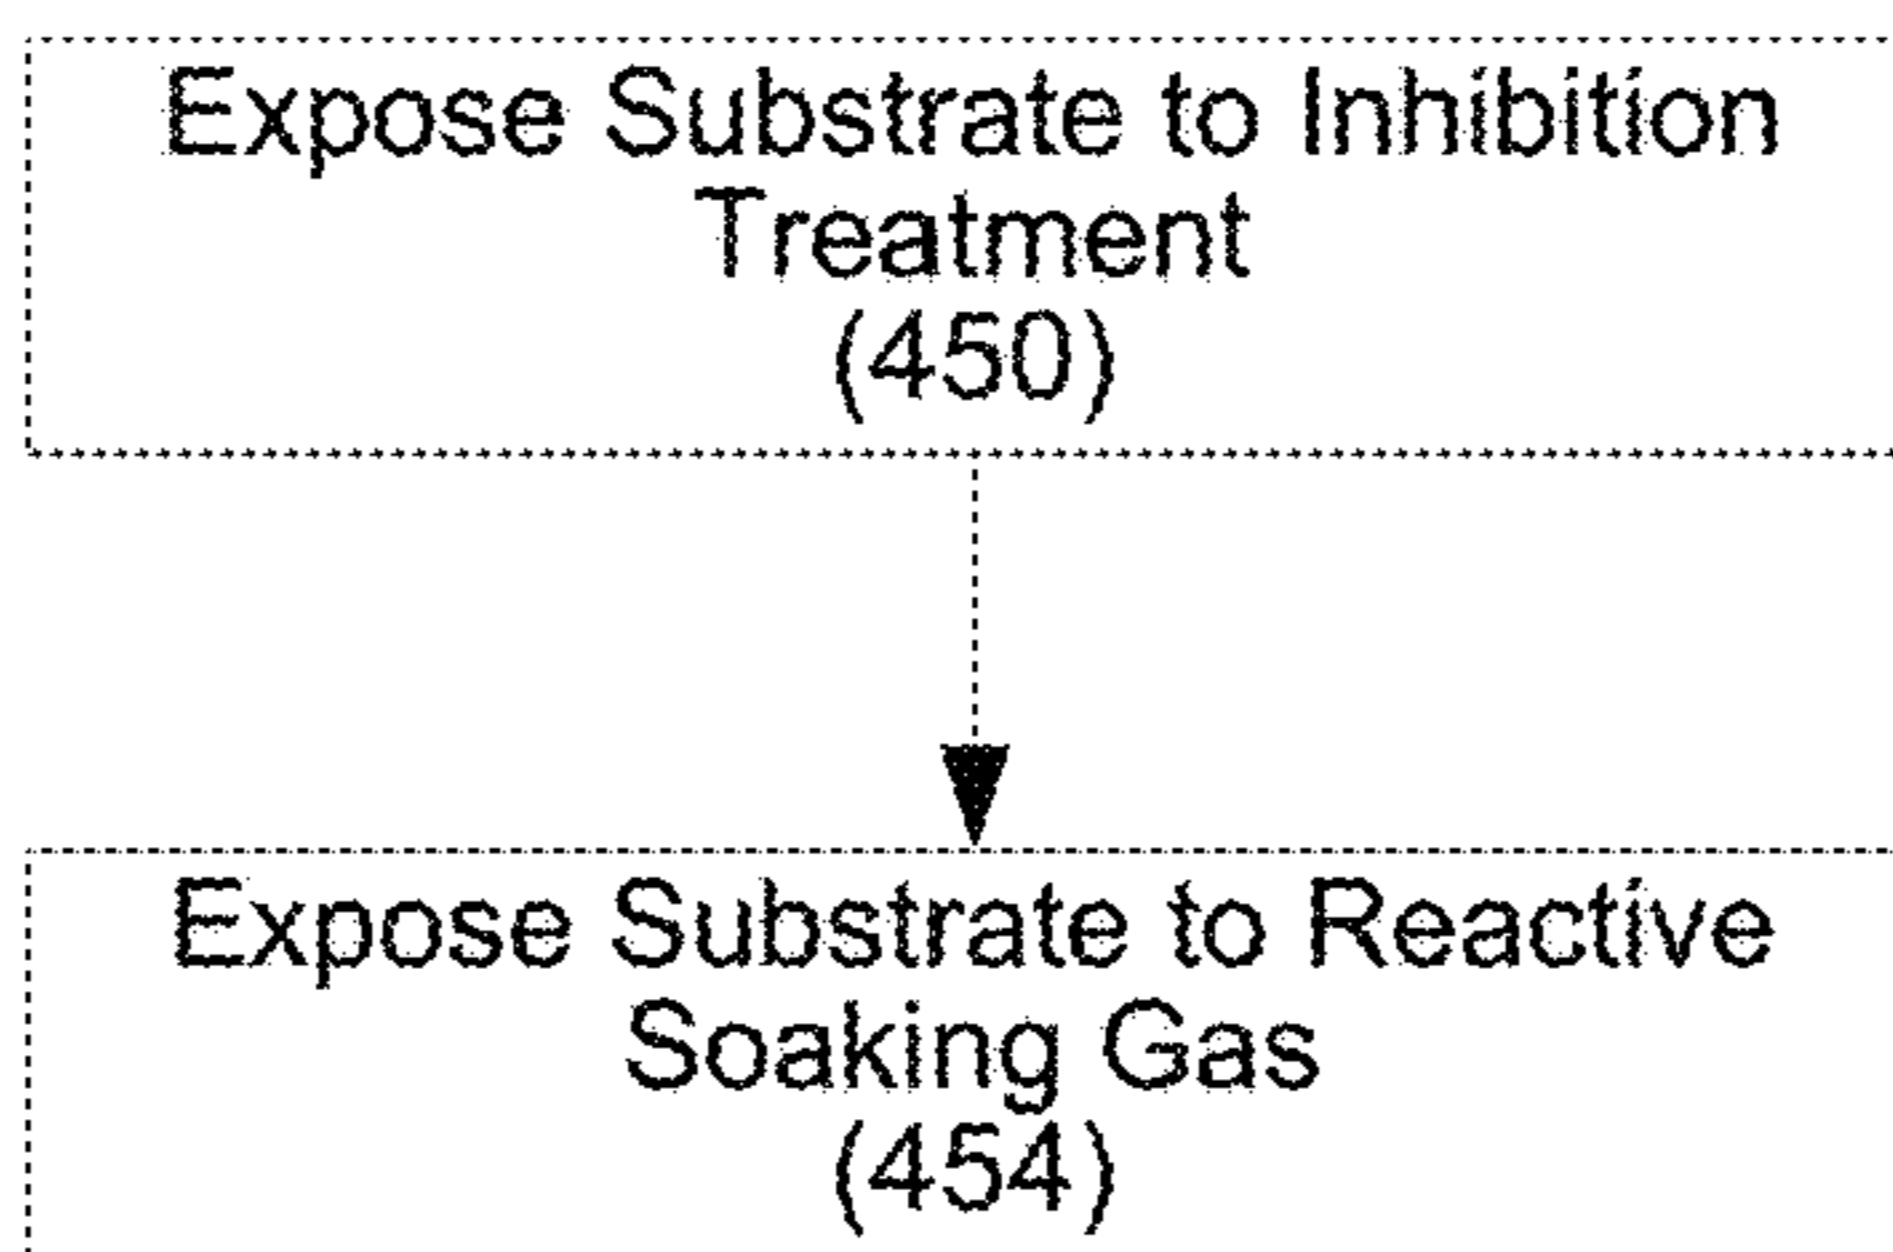 Expose Substrate to Inhibition
Treatment
(450)
Expose Substrate to Reactive
Soaking Gas
(454)